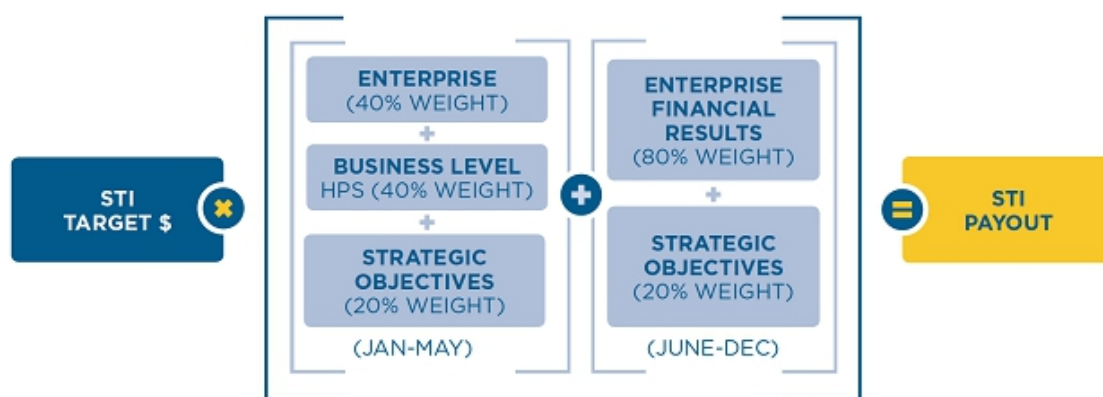 STI
TARGET $
×
ENTERPRISE
(40% WEIGHT)
+
BUSINESS LEVEL
HPS (40% WEIGHT)
+
STRATEGIC
OBJECTIVES
(20% WEIGHT)
(JAN-MAY)
+
ENTERPRISE
FINANCIAL
RESULTS
(80% WEIGHT)
+
STRATEGIC
OBJECTIVES
(20% WEIGHT)
(JUNE-DEC)
=
STI
PAYOUT